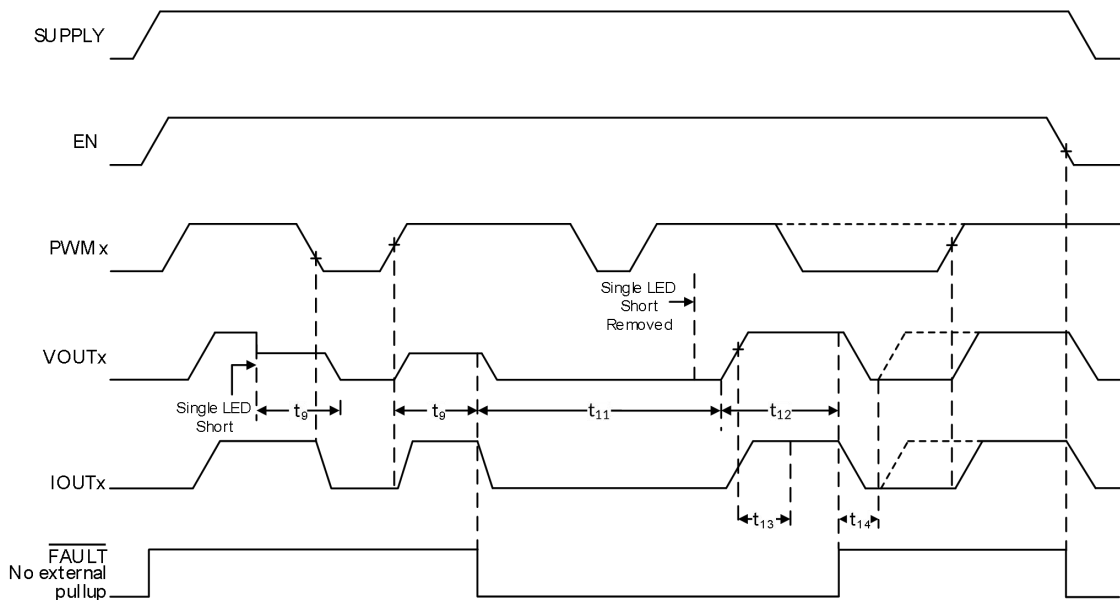 SUPPLY
EN
PWMx
Single LED
Short
Removed
VOUTx
Single LED
Short
t9
t9
t11
t12
IOUTx
t13
t14
FAULT
No external
pullup